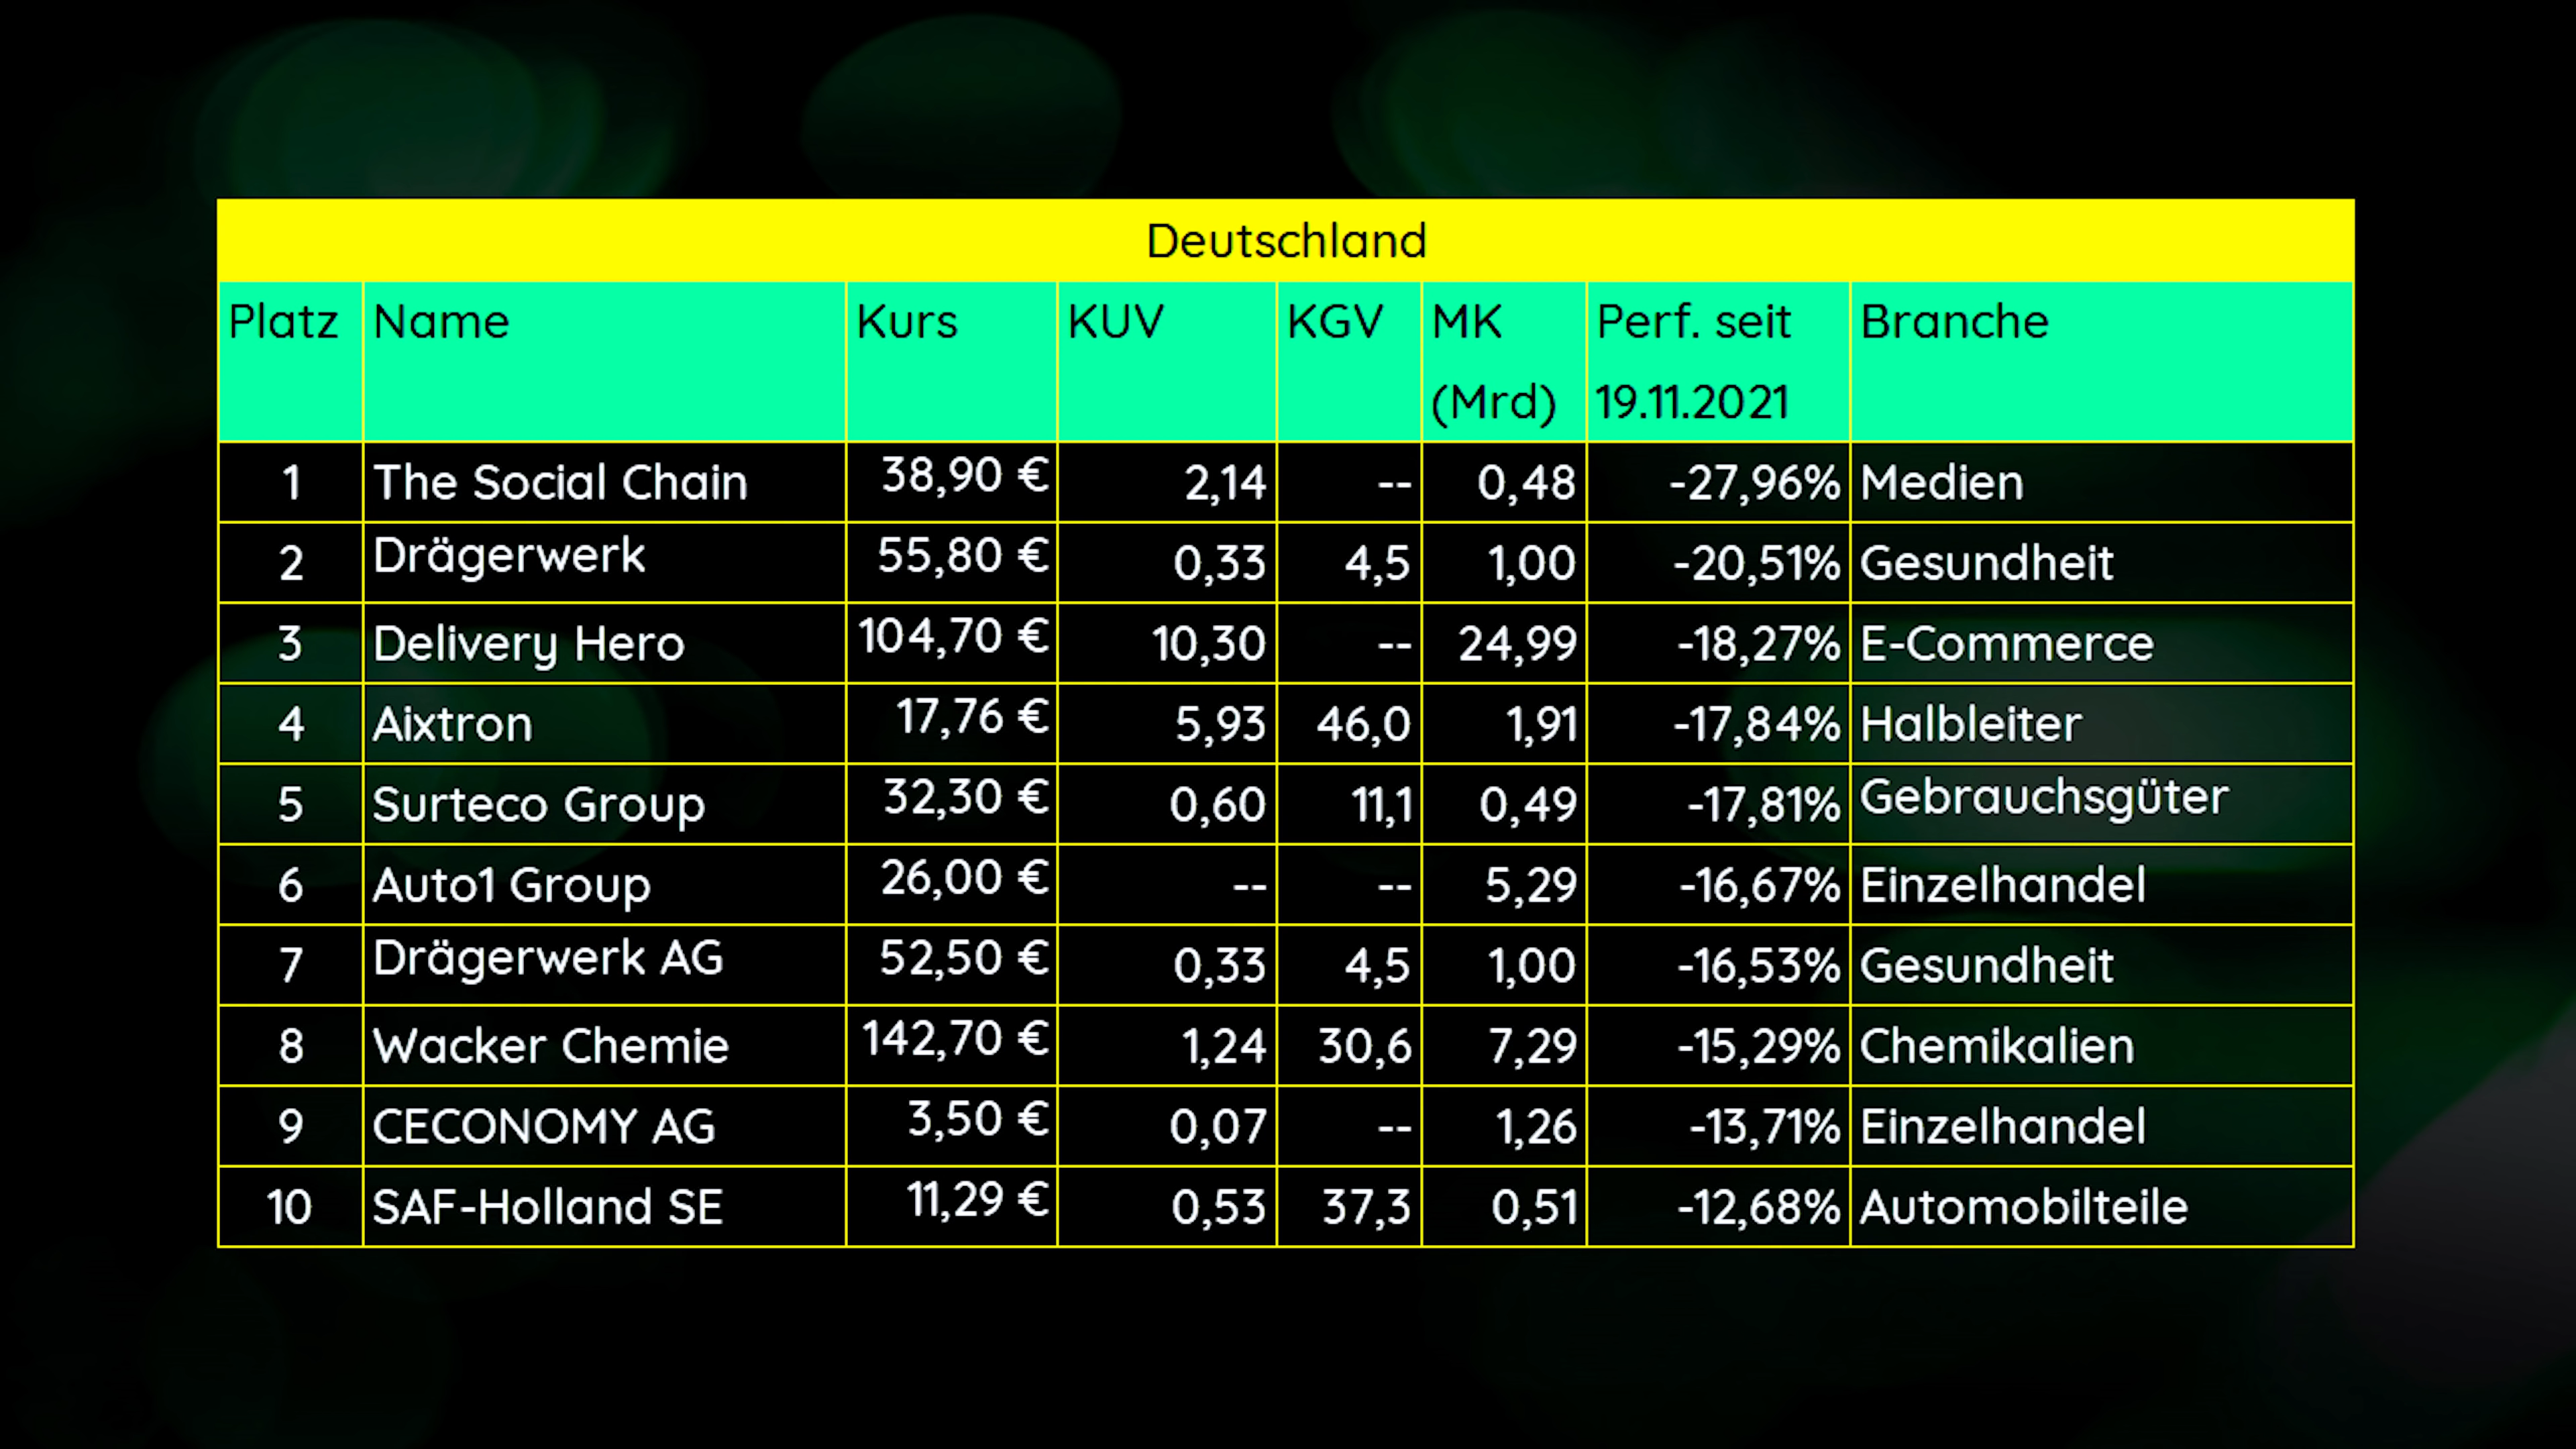 Deutschland
Platz Name Kurs KUV KGV MK (Mrd) Perf. seit 19.11.2021 Branche
1 The Social Chain 38,90 € 2,14 -- 0,48 -27,96% Medien
2 Drägerwerk 55,80 € 0,33 4,5 1,00 -20,51% Gesundheit
3 Delivery Hero 104,70 € 10,30 -- 24,99 -18,27% E-Commerce
4 Aixtron 17,76 € 5,93 46,0 1,91 -17,84% Halbleiter
5 Surteco Group 32,30 € 0,60 11,1 0,49 -17,81% Gebrauchsgüter
6 Auto1 Group 26,00 € -- -- 5,29 -16,67% Einzelhandel
7 Drägerwerk AG 52,50 € 0,33 4,5 1,00 -16,53% Gesundheit
8 Wacker Chemie 142,70 € 1,24 30,6 7,29 -15,29% Chemikalien
9 CECONOMY AG 3,50 € 0,07 -- 1,26 -13,71% Einzelhandel
10 SAF-Holland SE 11,29 € 0,53 37,3 0,51 -12,68% Automobilteile